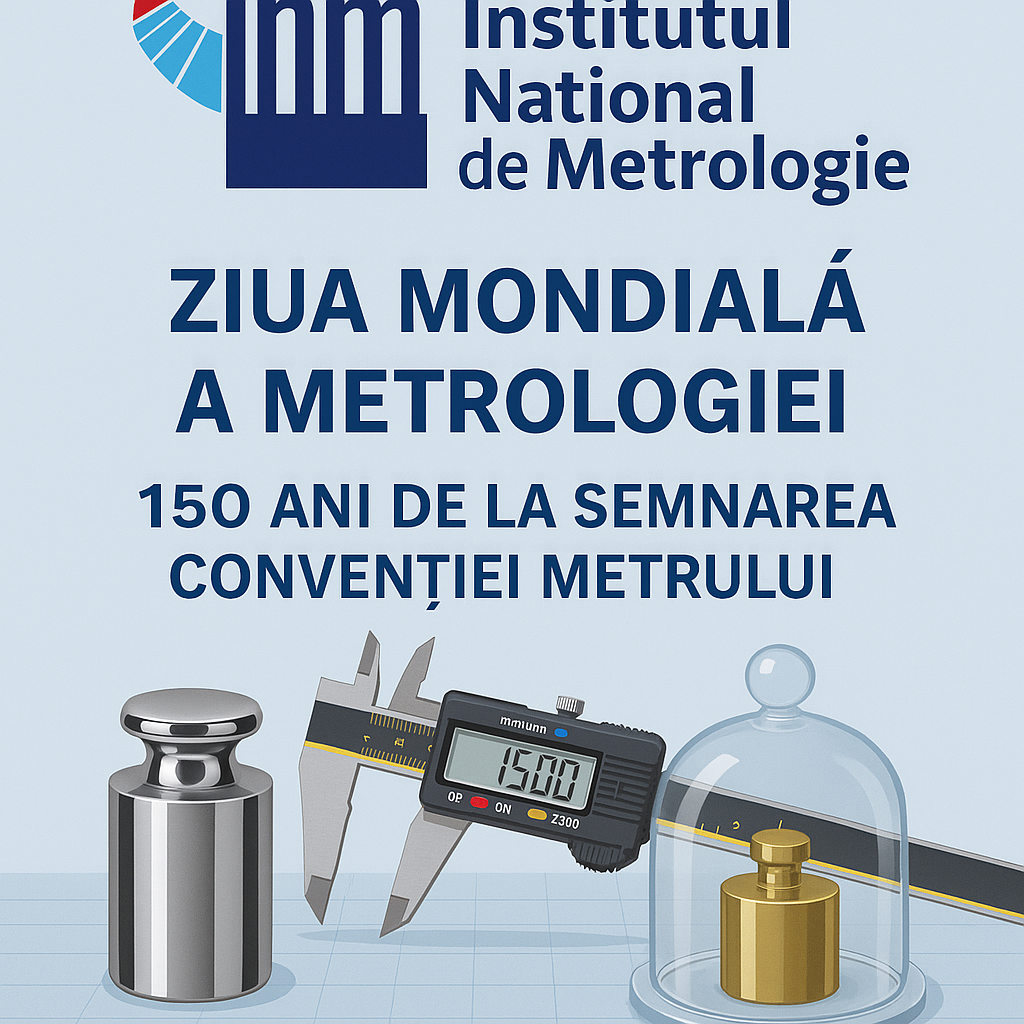 inm
Institutul
National
de Metrologie
ZIUA MONDIALÁ
A METROLOGIEI
150 ANI DE LA SEMNAREA
CONVENȚIEI METRULUI
1500
OP
ON
Z300